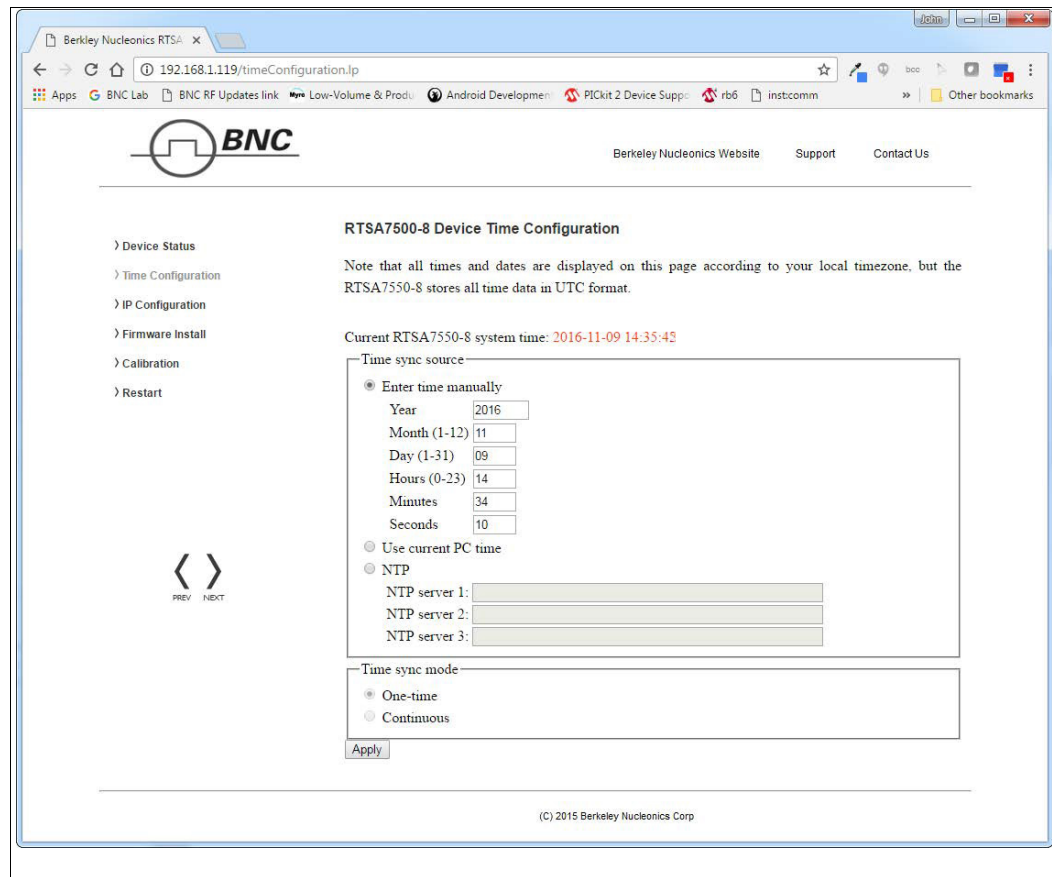 John
Berkley Nucleonics RTSA
192.168.1.119/timeConfiguration.lp
Apps BNC Lab BNC RF Updates link Low-Volume & Produ Android Developmen PICkit 2 Device Suppo rb6 inst:comm » Other bookmarks
BNC
Berkeley Nucleonics Website Support Contact Us
RTSA7500-8 Device Time Configuration
Device Status
Time Configuration
IP Configuration
Firmware Install
Calibration
Restart
PREV NEXT
Note that all times and dates are displayed on this page according to your local timezone, but the
RTSA7550-8 stores all time data in UTC format.
Current RTSA7550-8 system time: 2016-11-09 14:35:45
Time sync source
Enter time manually
Year 2016
Month (1-12) 11
Day (1-31) 09
Hours (0-23) 14
Minutes 34
Seconds 10
Use current PC time
NTP
NTP server 1:
NTP server 2:
NTP server 3:
Time sync mode
One-time
Continuous
Apply
(C) 2015 Berkeley Nucleonics Corp